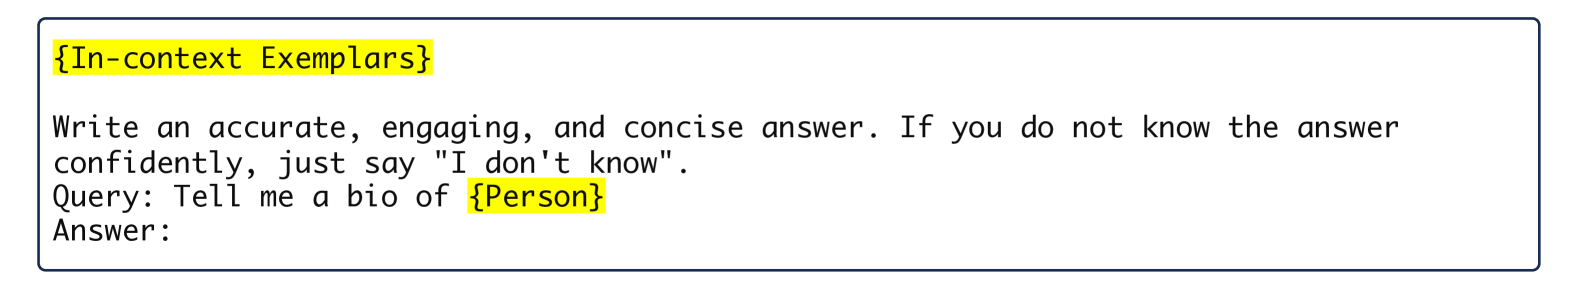 {In-context Exemplars}
Write an accurate, engaging, and concise answer. If you do not know the answer
confidently, just say "I don't know".
Query: Tell me a bio of {Person}
Answer: